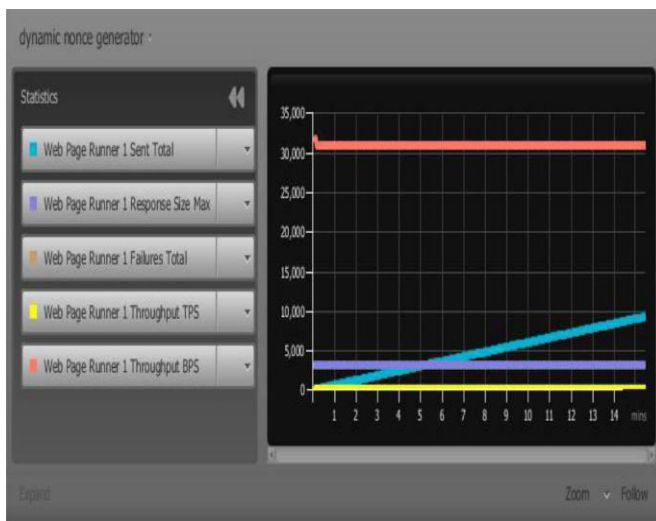 dynamic nonce generator
Statistics
Web Page Runner 1 Sent Total
Web Page Runner 1 Response Size Max
Web Page Runner 1 Failures Total
Web Page Runner 1 Throughput TPS
Web Page Runner 1 Throughput BPS
35,000
30,000
25,000
20,000
15,000
10,000
5,000
0
1 2 3 4 5 6 7 8 9 10 11 12 13 14 mins
Expand
Zoom Follow